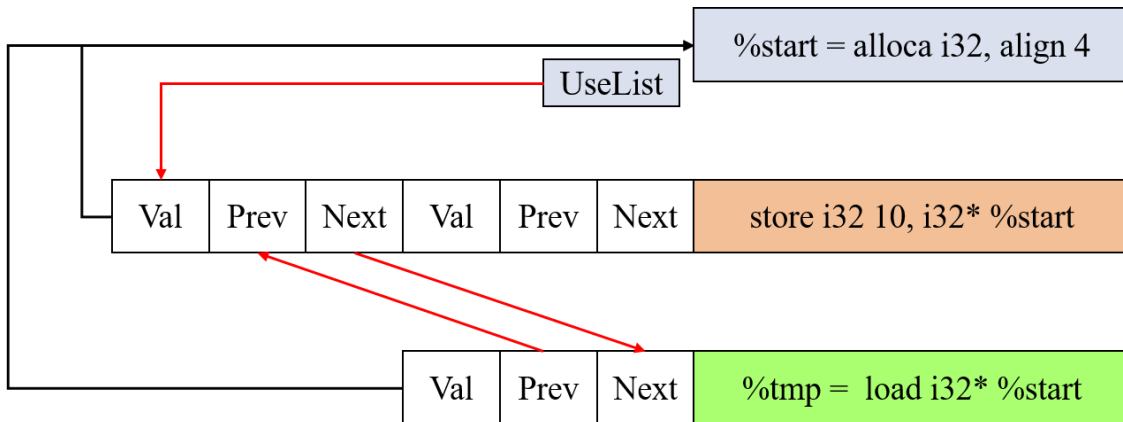 %start = alloca i32, align 4
UseList
Val Prev Next Val Prev Next store i32 10, i32* %start
Val Prev Next %tmp =  load i32* %start